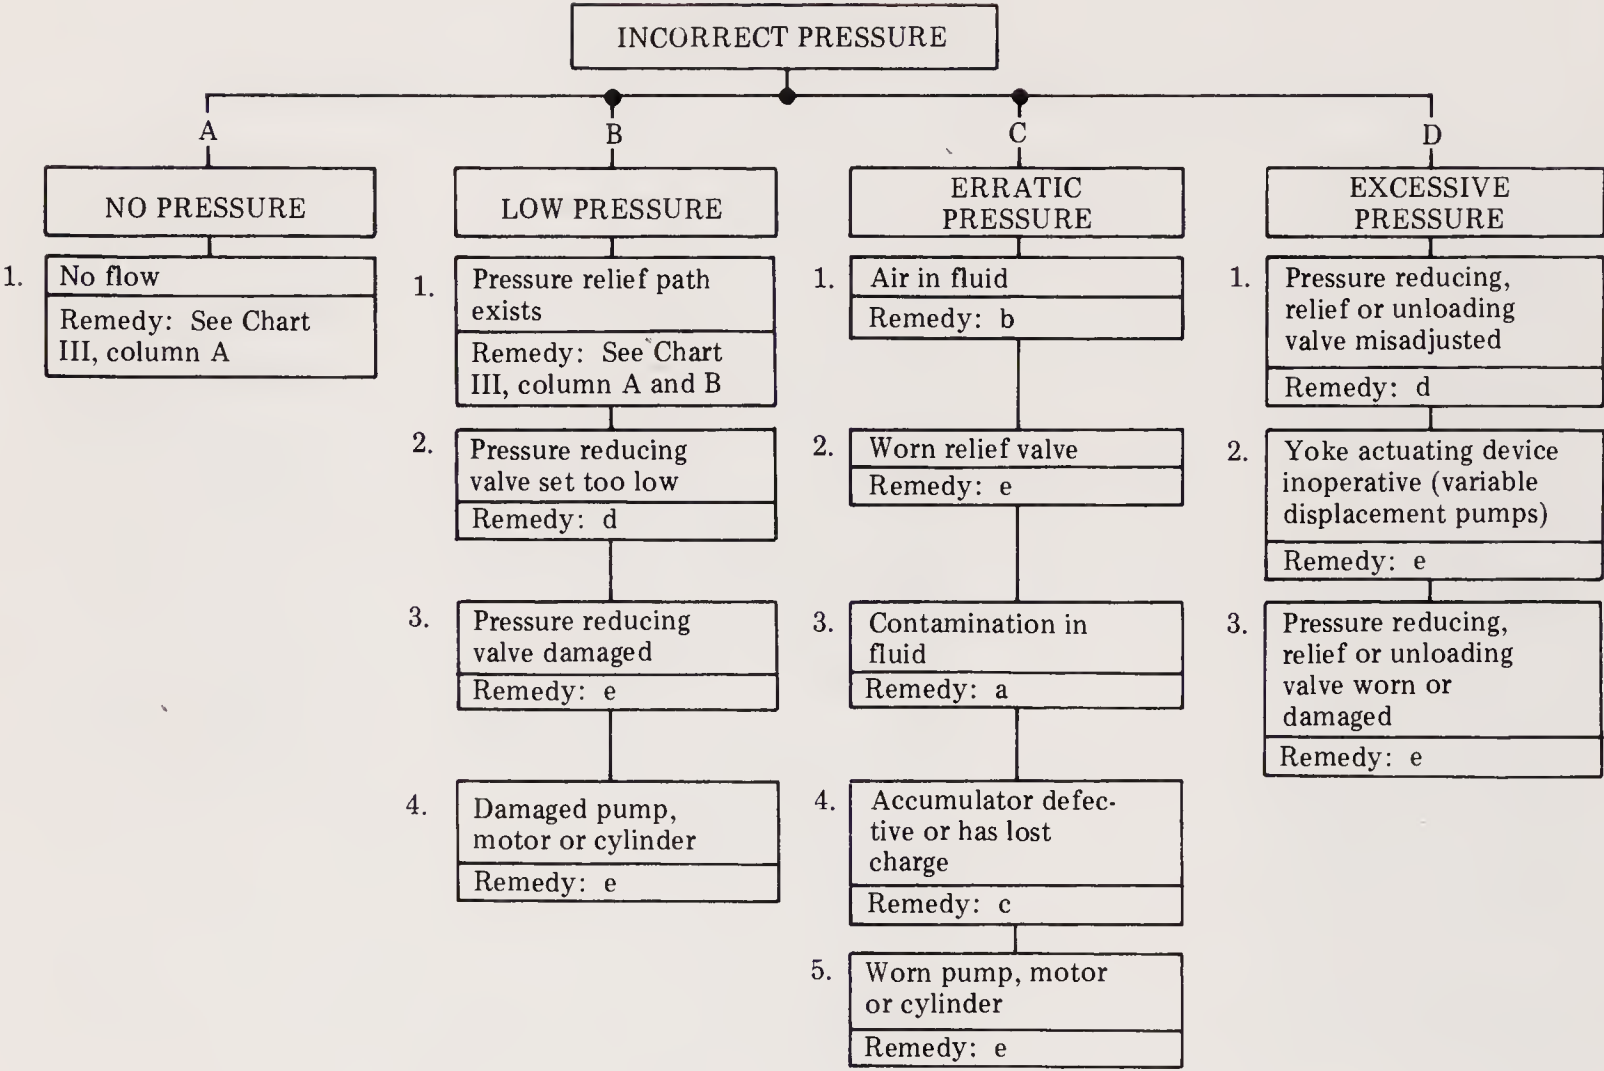 INCORRECT PRESSURE
A
NO PRESSURE
1.
No flow
Remedy: See Chart
III, column A
B
LOW PRESSURE
1.
Pressure relief path
exists
Remedy: See Chart
III, column A and B
2.
Pressure reducing
valve set too low
Remedy: d
3.
Pressure reducing
valve damaged
Remedy: e
4.
Damaged pump,
motor or cylinder
Remedy: e
C
ERRATIC
PRESSURE
1.
Air in fluid
Remedy: b
2.
Worn relief valve
Remedy: e
3.
Contamination in
fluid
Remedy: a
4.
Accumulator defec-
tive or has lost
charge
Remedy: c
5.
Worn pump, motor
or cylinder
Remedy: e
D
EXCESSIVE
PRESSURE
1.
Pressure reducing,
relief or unloading
valve misadjusted
Remedy: d
2.
Yoke actuating device
inoperative (variable
displacement pumps)
Remedy: e
3.
Pressure reducing,
relief or unloading
valve worn or
damaged
Remedy: e